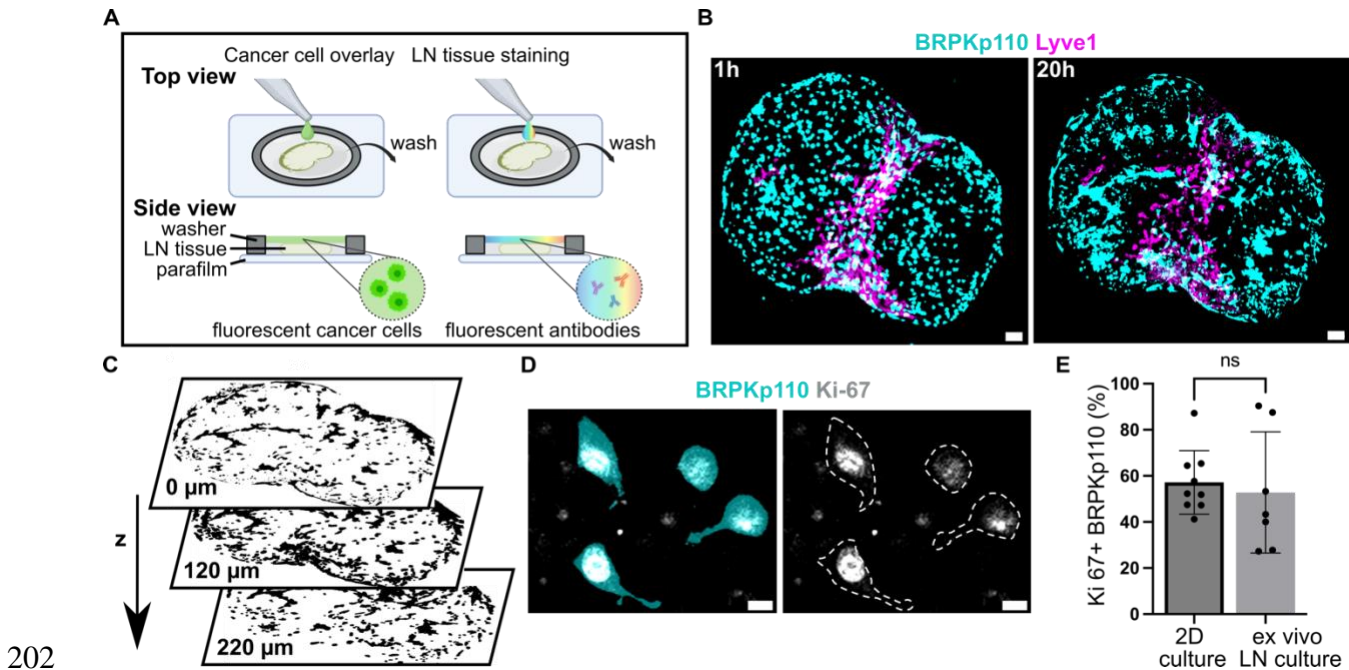 A
Cancer cell overlay LN tissue staining
Top view
wash wash
Side view
washer
LN tissue
parafilm
fluorescent cancer cells fluorescent antibodies
B
BRPKp110 Lyve1
1h 20h
C
z
0 µm
120 µm
220 µm
D
BRPKp110 Ki-67
E
ns
Ki 67+ BRPKp110 (%)
100
80
60
40
20
0
2D culture
ex vivo LN culture
202